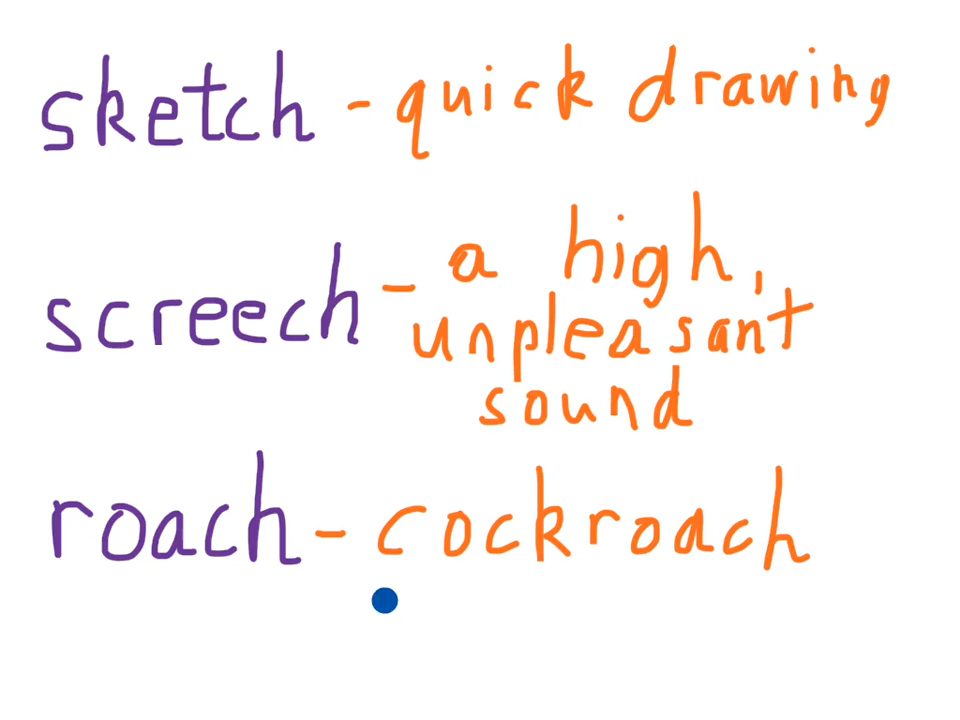 sketch - quick drawing
screech - a high,
unpleasant
sound
roach - cockroach